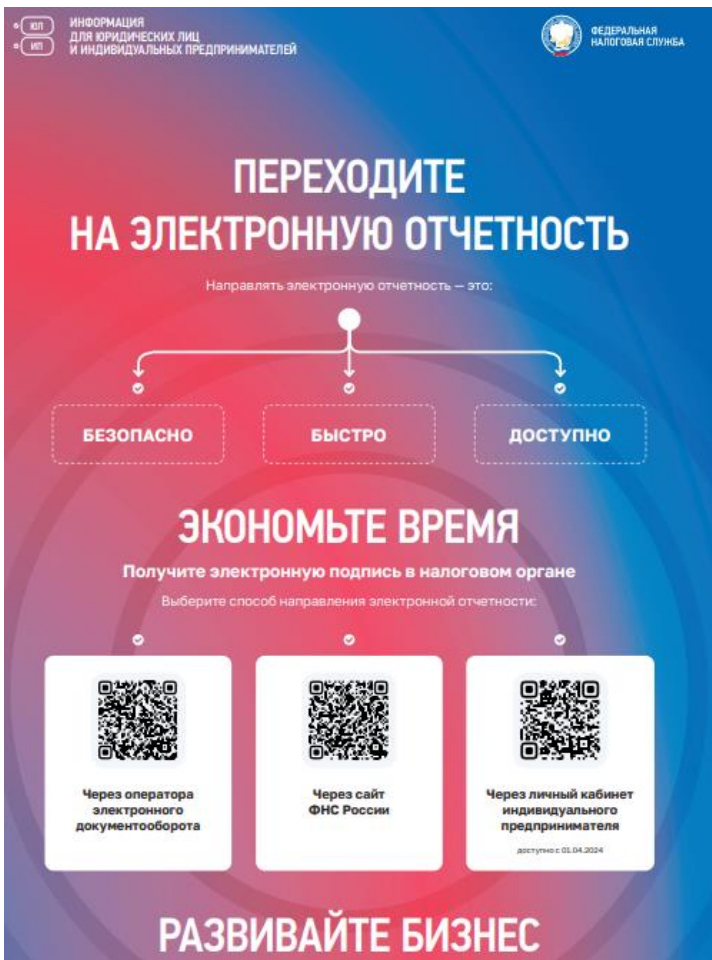 ЮЛ
ИП
ИНФОРМАЦИЯ
ДЛЯ ЮРИДИЧЕСКИХ ЛИЦ
И ИНДИВИДУАЛЬНЫХ ПРЕДПРИНИМАТЕЛЕЙ
ФЕДЕРАЛЬНАЯ
НАЛОГОВАЯ СЛУЖБА
ПЕРЕХОДИТЕ
НА ЭЛЕКТРОННУЮ ОТЧЕТНОСТЬ
Направлять электронную отчетность — это:
БЕЗОПАСНО
БЫСТРО
ДОСТУПНО
ЭКОНОМЬТЕ ВРЕМЯ
Получите электронную подпись в налоговом органе
Выберите способ направления электронной отчетности:
Через оператора
электронного
документооборота
Через сайт
ФНС России
Через личный кабинет
индивидуального
предпринимателя
доступно с 01.04.2024
РАЗВИВАЙТЕ БИЗНЕС